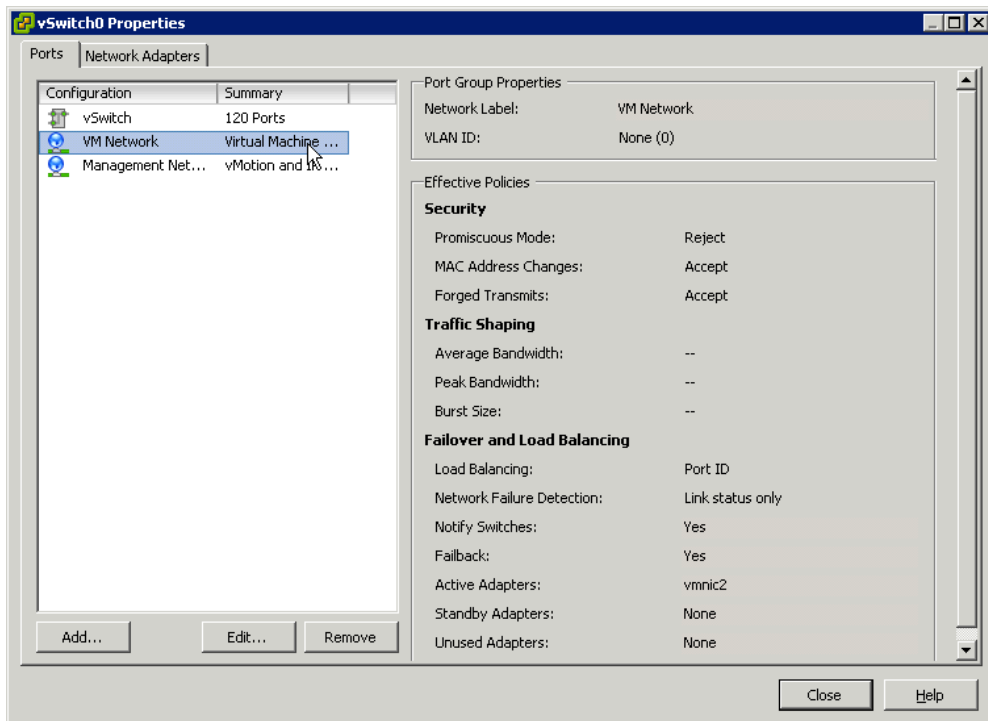 vSwitch0 Properties
Ports Network Adapters
Configuration Summary
vSwitch 120 Ports
VM Network Virtual Machine ...
Management Net... vMotion and ...
Add... Edit... Remove
Port Group Properties
Network Label: VM Network
VLAN ID: None (0)
Effective Policies
Security
Promiscuous Mode: Reject
MAC Address Changes: Accept
Forged Transmits: Accept
Traffic Shaping
Average Bandwidth: --
Peak Bandwidth: --
Burst Size: --
Failover and Load Balancing
Load Balancing: Port ID
Network Failure Detection: Link status only
Notify Switches: Yes
Failback: Yes
Active Adapters: vmnic2
Standby Adapters: None
Unused Adapters: None
Close Help